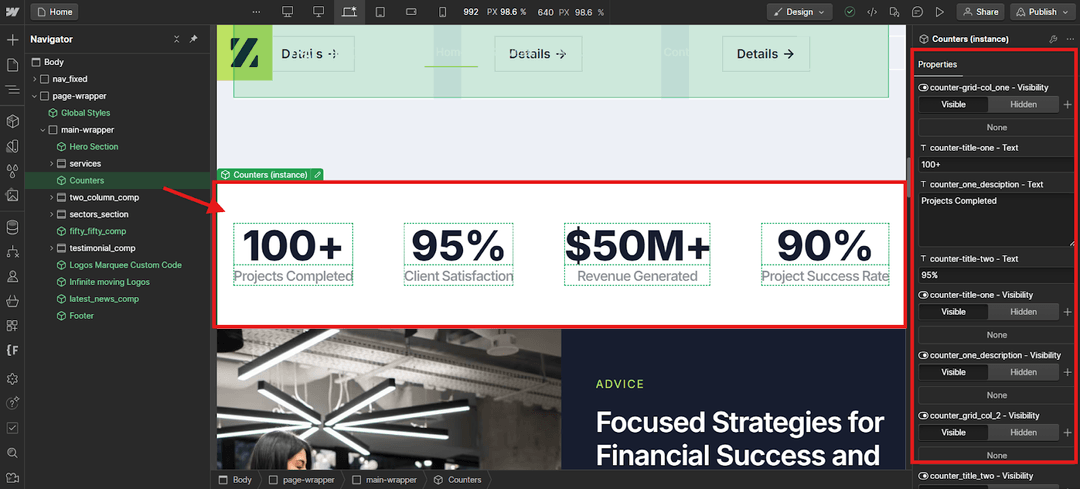 Home
...
992 PX 98.6 % 640 PX 98.6 %
Design
Share
Publish
Navigator
Body
nav_fixed
page-wrapper
Global Styles
main-wrapper
Hero Section
services
Counters
two_column_comp
sectors_section
fifty_fifty_comp
testimonial_comp
Logos Marquee Custom Code
Infinite moving Logos
latest_news_comp
Footer
Details →
Home
Details →
Cont
Details →
Counters (instance)
100+
Projects Completed
95%
Client Satisfaction
$50M+
Revenue Generated
90%
Project Success Rate
ADVICE
Focused Strategies for
Financial Success and
Body
page-wrapper
main-wrapper
Counters
Counters (instance)
...
Properties
counter-grid-col_one - Visibility
Visible Hidden
None
counter-title-one - Text
100+
counter_one_desciption - Text
Projects Completed
counter-title-two - Text
95%
counter-title-one - Visibility
Visible Hidden
None
counter_one_description - Visibility
Visible Hidden
None
counter_grid_col_2 - Visibility
Visible Hidden
None
counter_title_two - Visibility